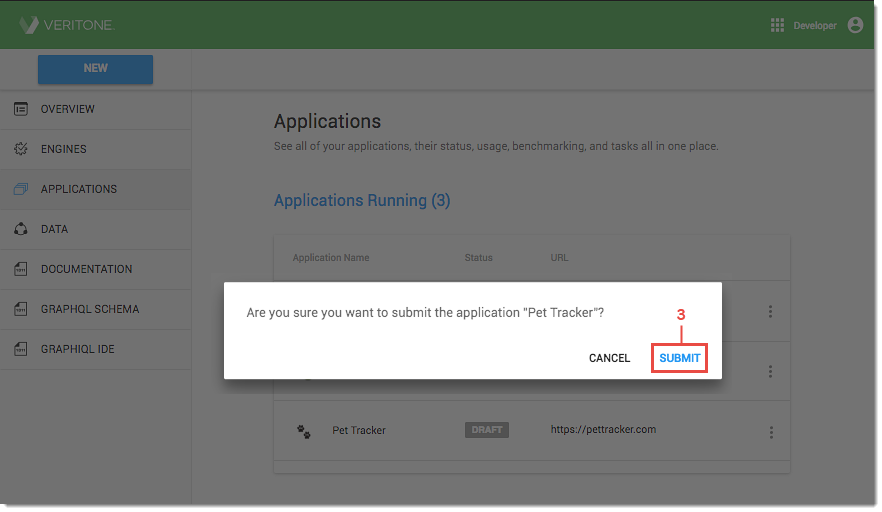 VERITONE
Developer
NEW
OVERVIEW
ENGINES
APPLICATIONS
DATA
DOCUMENTATION
GRAPHQL SCHEMA
GRAPHIQL IDE
Applications
See all of your applications, their status, usage, benchmarking, and tasks all in one place.
Applications Running (3)
Application Name Status URL
Are you sure you want to submit the application "Pet Tracker"?
3
CANCEL SUBMIT
Pet Tracker DRAFT https://pettracker.com